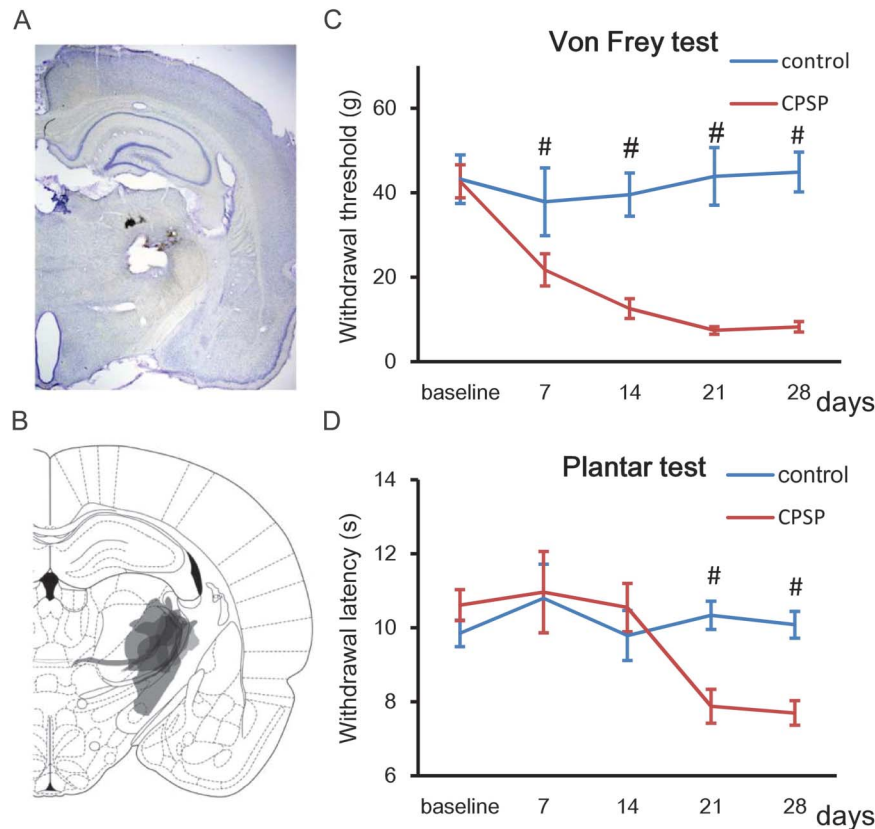 A
B
C
Von Frey test
control
CPSP
Withdrawal threshold (g)
60
40
20
0
# # # #
baseline 7 14 21 28 days
D
Plantar test
control
CPSP
Withdrawal latency (s)
14
12
10
8
6
# #
baseline 7 14 21 28 days